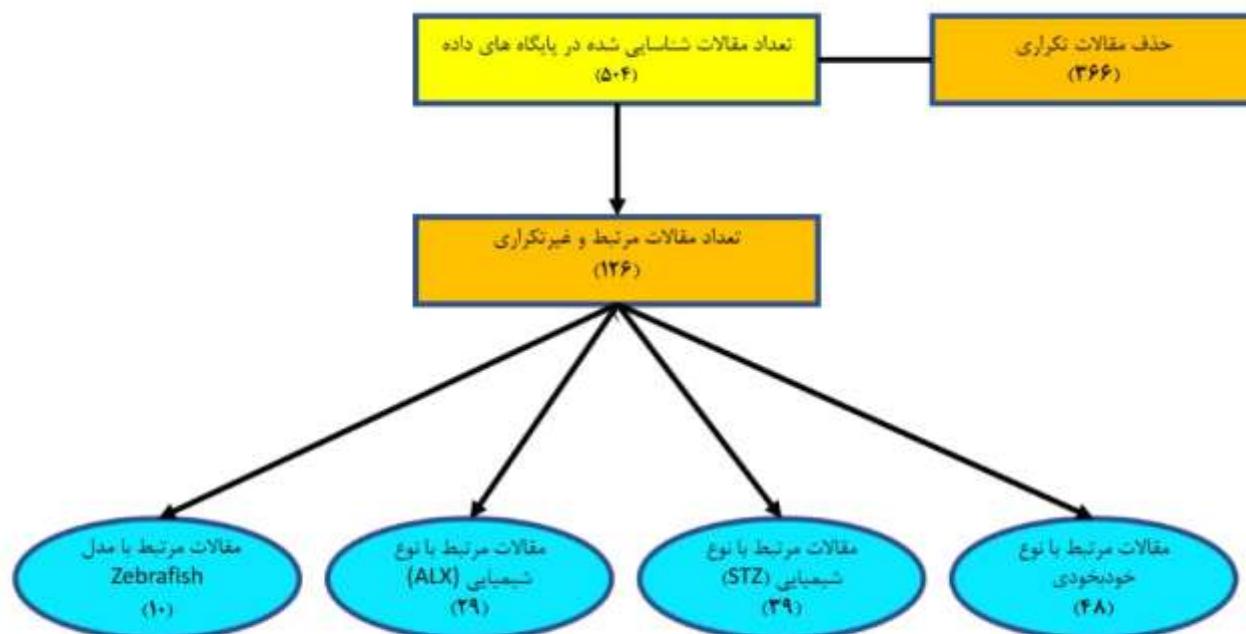 حذف مقالات تکراری
(۳۶۶)
تعداد مقالات شناسایی شده در پایگاه های داده
(۵۰۴)
تعداد مقالات مرتبط و غیرتکراری
(۱۲۶)
مقالات مرتبط با نوع
خودبخودی
(۴۸)
مقالات مرتبط با نوع
شیمیایی (STZ)
(۳۹)
مقالات مرتبط با نوع
شیمیایی (ALX)
(۲۹)
مقالات مرتبط با مدل
Zebrafish
(۱۰)